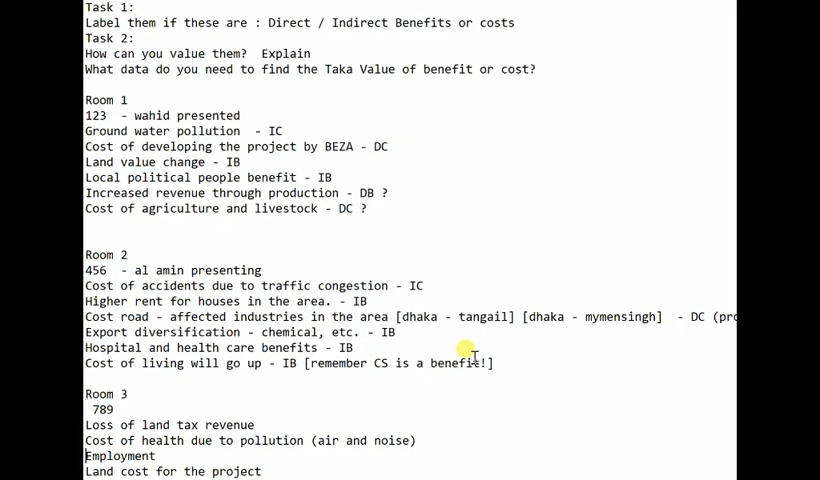 Task 1:
Label them if these are : Direct / Indirect Benefits or costs
Task 2:
How can you value them?  Explain
What data do you need to find the Taka Value of benefit or cost?
Room 1
123  - wahid presented
Ground water pollution  - IC
Cost of developing the project by BEZA - DC
Land value change - IB
Local political people benefit - IB
Increased revenue through production - DB ?
Cost of agriculture and livestock - DC ?
Room 2
456  - al amin presenting
Cost of accidents due to traffic congestion - IC
Higher rent for houses in the area. - IB
Cost road - affected industries in the area [dhaka - tangail] [dhaka - mymensingh]  - DC
Export diversification - chemical, etc. - IB
Hospital and health care benefits - IB
Cost of living will go up - IB [remember CS is a benefit!]
Room 3
789
Loss of land tax revenue
Cost of health due to pollution (air and noise)
Employment
Land cost for the project